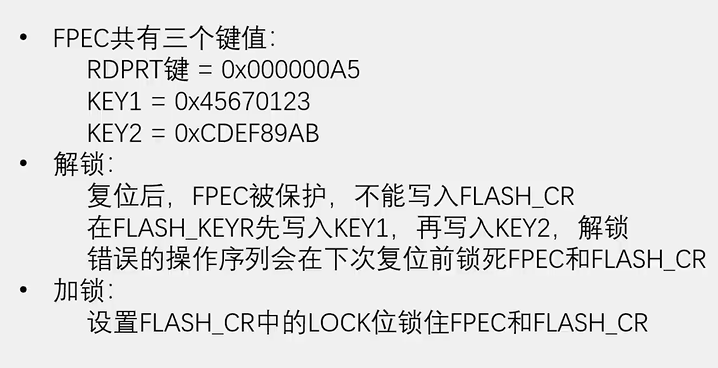 • FPEC共有三个键值：
RDPRT键 = 0x000000A5
KEY1 = 0x45670123
KEY2 = 0xCDEF89AB
• 解锁：
复位后，FPEC被保护，不能写入FLASH_CR
在FLASH_KEYR先写入KEY1，再写入KEY2，解锁
错误的操作序列会在下次复位前锁死FPEC和FLASH_CR
• 加锁：
设置FLASH_CR中的LOCK位锁住FPEC和FLASH_CR